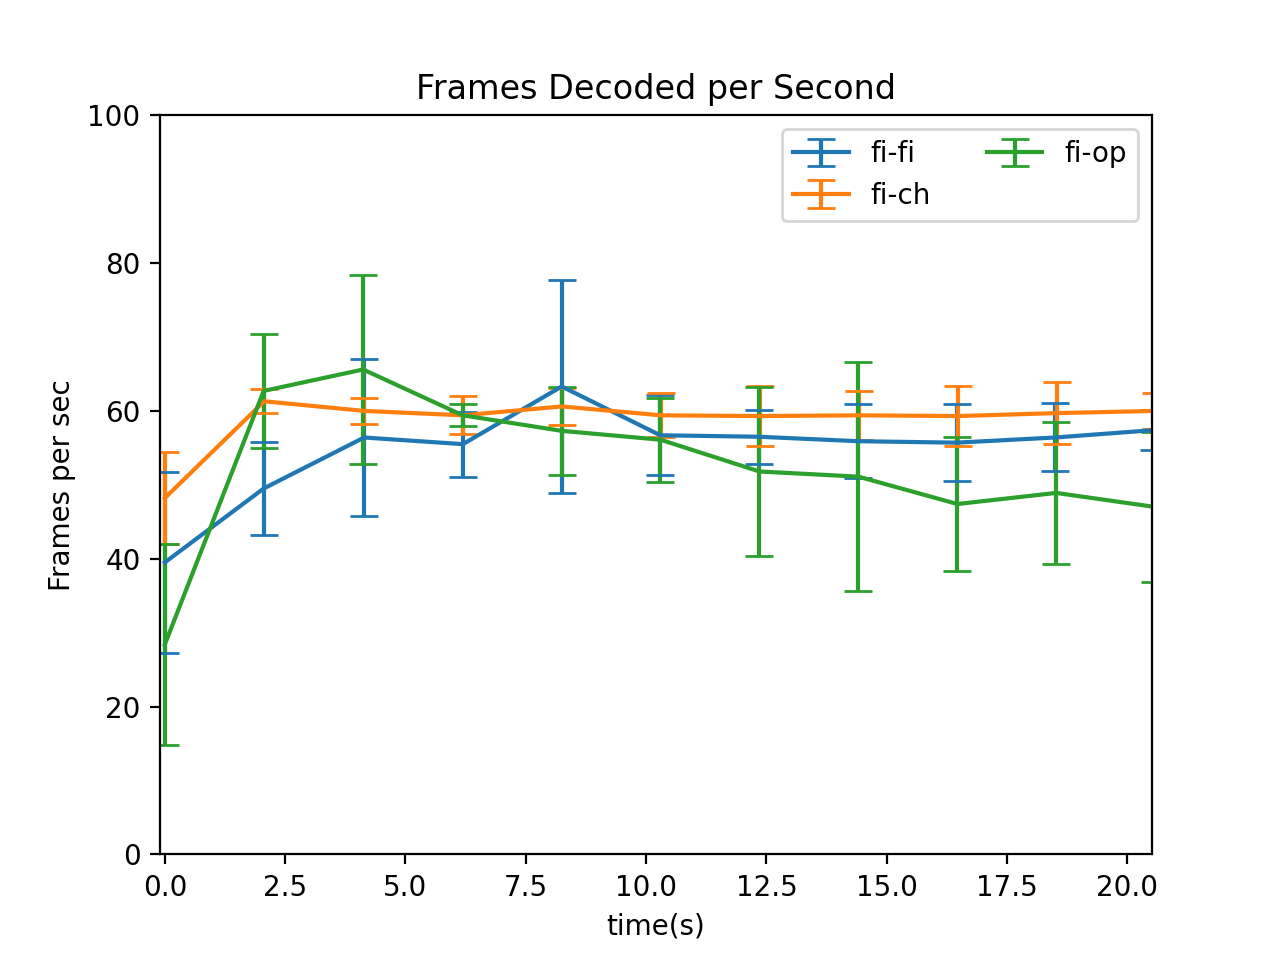 Frames Decoded per Second
fi-fi
fi-ch
fi-op
Frames per sec
100
80
60
40
20
0
0.0 2.5 5.0 7.5 10.0 12.5 15.0 17.5 20.0
time(s)